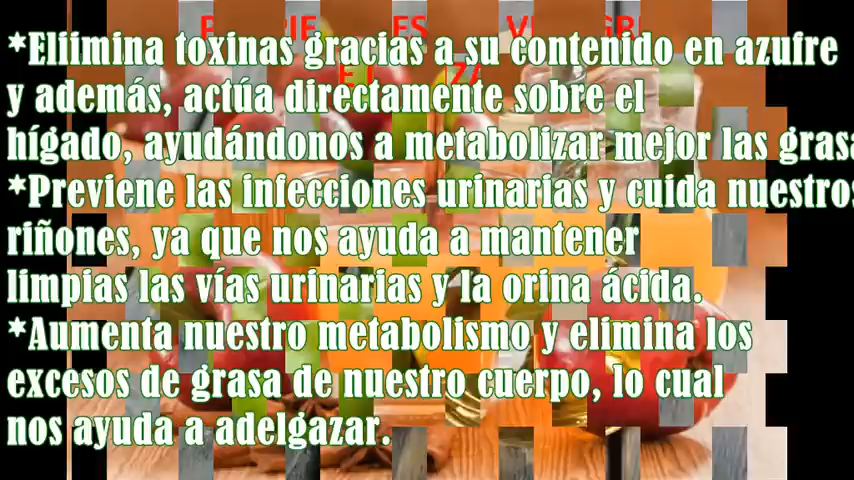 *Eliimina toxinas gracias a su contenido en azufre
y además, actúa directamente sobre el
hígado, ayudándonos a metabolizar mejor las grasa
*Previene las infecciones urinarias y cuida nuestros
riñones, ya que nos ayuda a mantener
limpias las vías urinarias y la orina ácida.
*Aumenta nuestro metabolismo y elimina los
excesos de grasa de nuestro cuerpo, lo cual
nos ayuda a adelgazar.